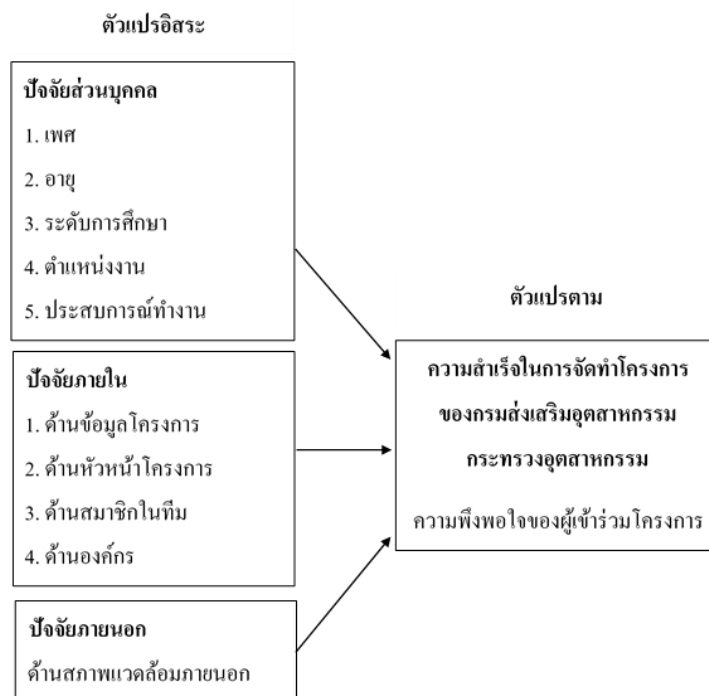 ตัวแปรอิสระ
ปัจจัยส่วนบุคคล
1. เพศ
2. อายุ
3. ระดับการศึกษา
4. ตำแหน่งงาน
5. ประสบการณ์ทำงาน
ปัจจัยภายใน
1. ด้านข้อมูลโครงการ
2. ด้านหัวหน้าโครงการ
3. ด้านสมาชิกในทีม
4. ด้านองค์กร
ปัจจัยภายนอก
ด้านสภาพแวดล้อมภายนอก
ตัวแปรตาม
ความสำเร็จในการจัดทำโครงการ
ของกรมส่งเสริมอุตสาหกรรม
กระทรวงอุตสาหกรรม
ความพึงพอใจของผู้เข้าร่วมโครงการ